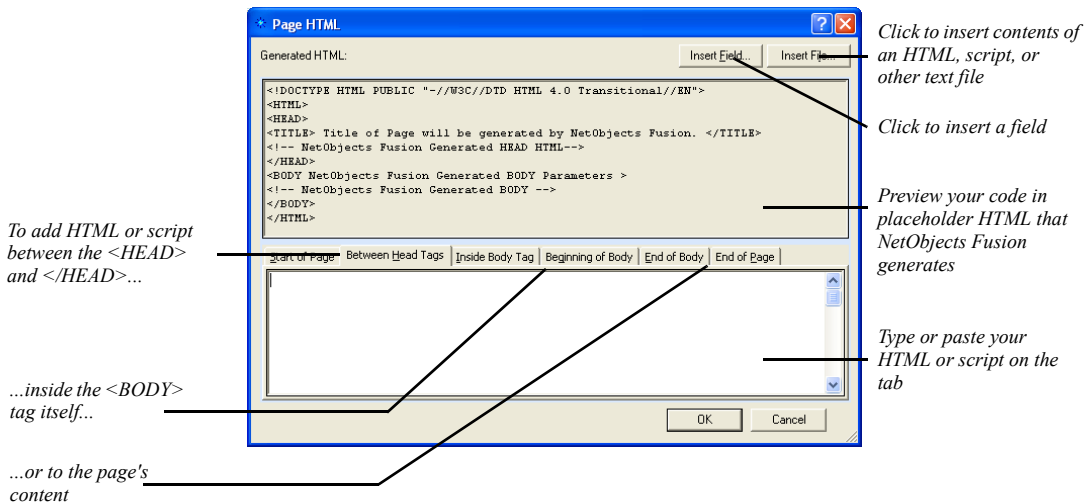 Page HTML
Generated HTML:
Insert Field...
Insert File...
<!DOCTYPE HTML PUBLIC "-//W3C//DTD HTML 4.0 Transitional//EN">
<HTML>
<HEAD>
<TITLE> Title of Page will be generated by NetObjects Fusion. </TITLE>
<!-- NetObjects Fusion Generated HEAD HTML-->
</HEAD>
<BODY NetObjects Fusion Generated BODY Parameters >
<!-- NetObjects Fusion Generated BODY -->
</BODY>
</HTML>
Start of Page
Between Head Tags
Inside Body Tag
Beginning of Body
End of Body
End of Page
OK
Cancel
To add HTML or script
between the <HEAD>
and </HEAD>...
...inside the <BODY>
tag itself...
...or to the page's
content
Click to insert contents of
an HTML, script, or
other text file
Click to insert a field
Preview your code in
placeholder HTML that
NetObjects Fusion
generates
Type or paste your
HTML or script on the
tab